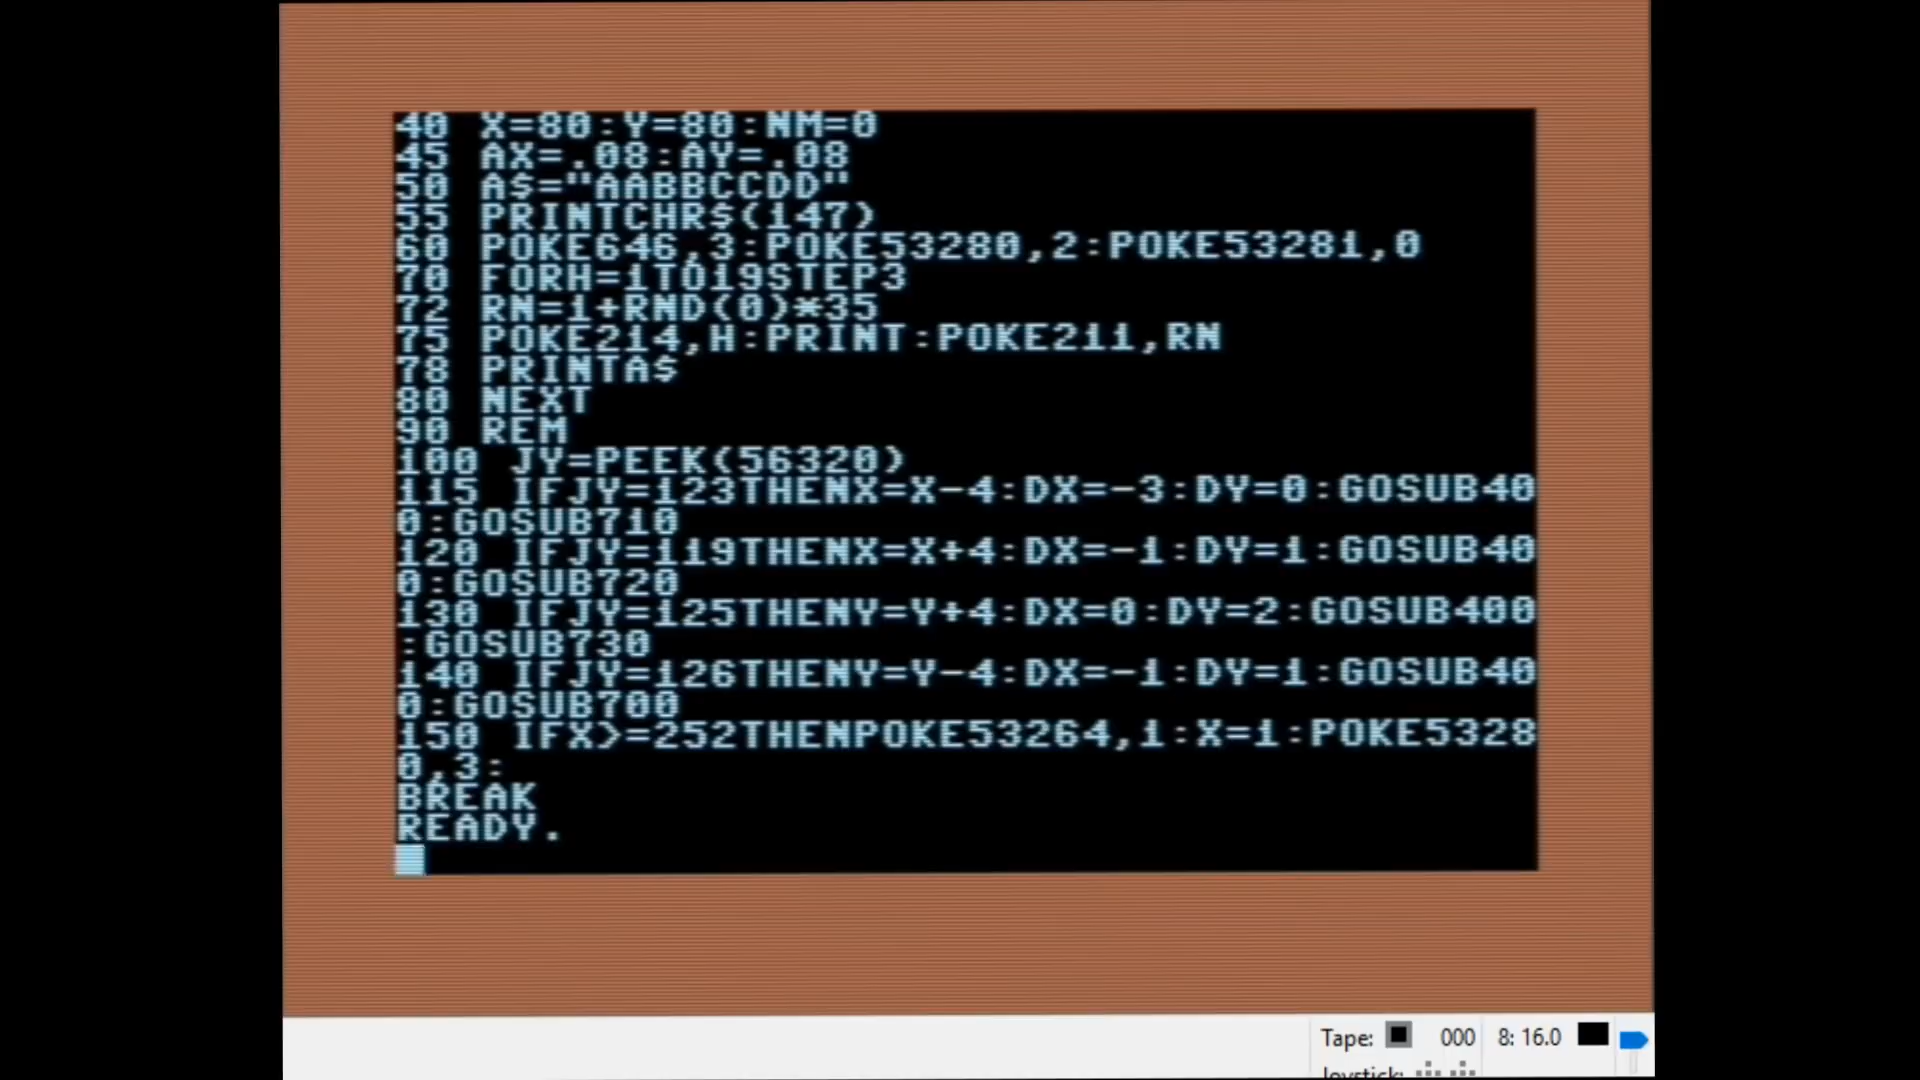 40 X=80:Y=80:NM=0
45 AX=.08:AY=.08
50 A$="AABBCCDD"
55 PRINTCHR$(147)
60 POKE646,3:POKE53280,2:POKE53281,0
70 FORH=1TO19STEP3
72 RN=1+RND(0)*35
75 POKE214,H:PRINT:POKE211,RN
78 PRINTA$
80 NEXT
90 REM
100 JY=PEEK(56320)
115 IFJY=123THENX=X-4:DX=-3:DY=0:GOSUB40
0:GOSUB710
120 IFJY=119THENX=X+4:DX=-1:DY=1:GOSUB40
0:GOSUB720
130 IFJY=125THENY=Y+4:DX=0:DY=2:GOSUB400
:GOSUB730
140 IFJY=126THENY=Y-4:DX=-1:DY=1:GOSUB40
0:GOSUB700
150 IFX>=252THENPOKE53264,1:X=1:POKE5328
0,3:
BREAK
READY.
Tape: 000 8: 16.0
Joystick: